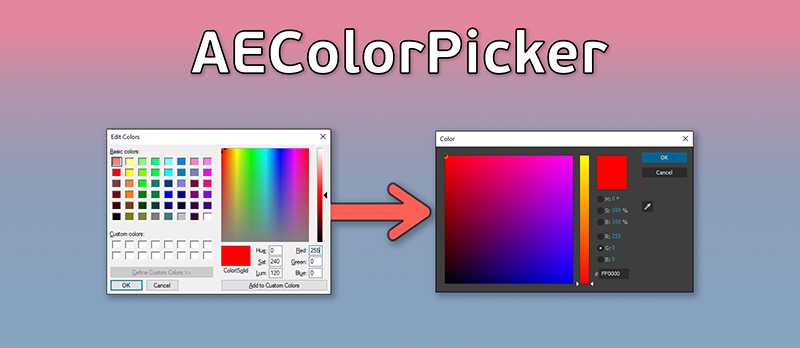 AEColorPicker
Edit Colors
Basic colors:
Custom colors:
Define Custom Colors >>
OK
Cancel
Color|Solid
Hue: 0
Sat: 240
Lum: 120
Red: 255
Green: 0
Blue: 0
Add to Custom Colors
Color
OK
Cancel
H: 0 °
S: 100 %
B: 100 %
R: 255
G: 0
B: 0
# FF0000